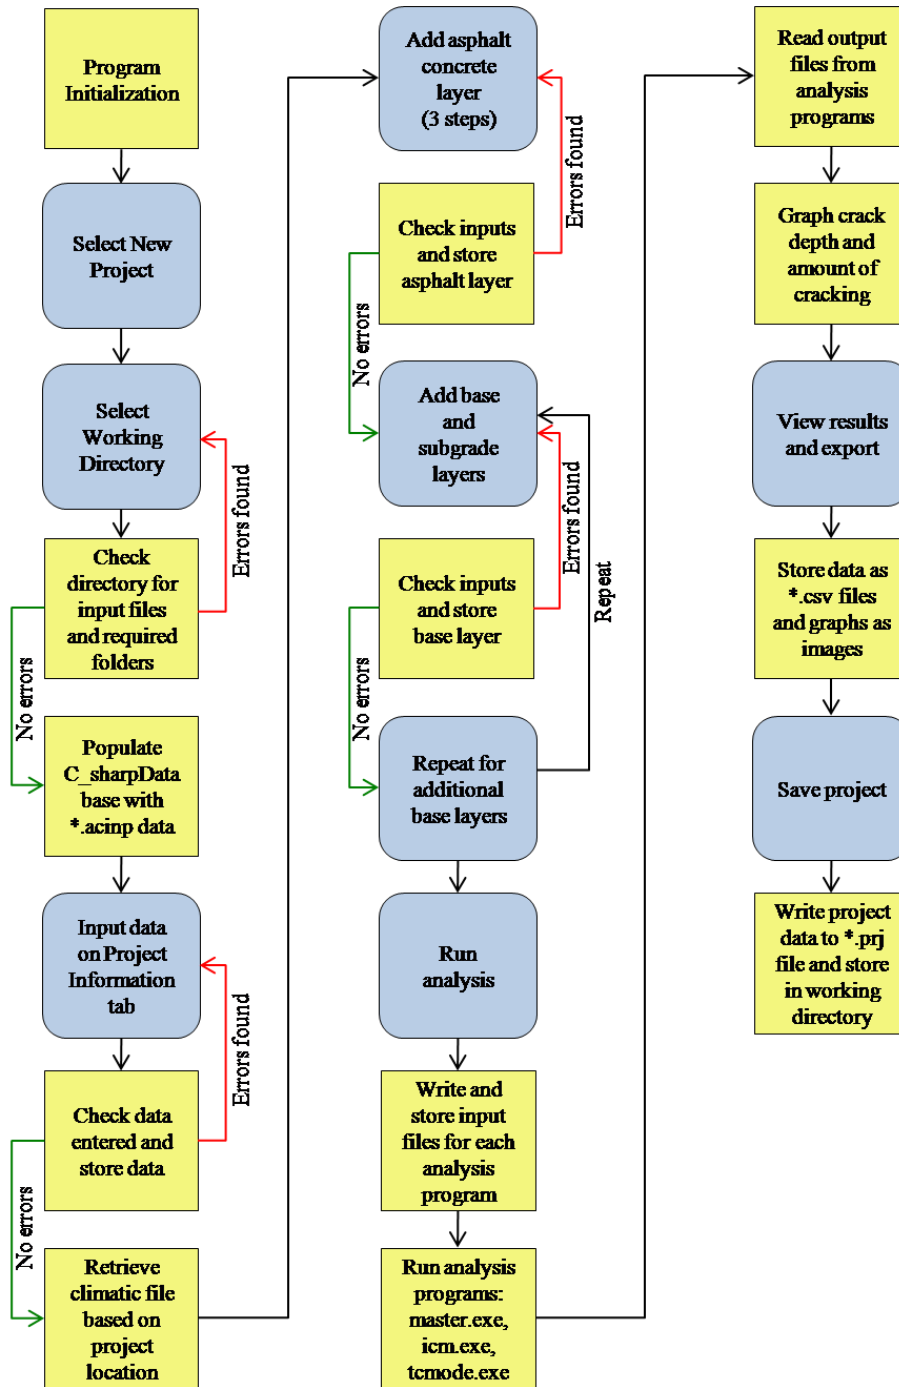 Program
Initialization
Select New
Project
Select
Working
Directory
Errors found
Check
directory for
input files
and required
folders
No errors
Populate
C_sharpData
base with
*.acinp data
Input data
on Project
Information
tab
Errors found
Check data
entered and
store data
No errors
Retrieve
climatic file
based on
project
location
Add asphalt
concrete
layer
(3 steps)
Errors found
Check inputs
and store
asphalt layer
No errors
Add base
and
subgrade
layers
Errors found
Repeat
Check inputs
and store
base layer
No errors
Repeat for
additional
base layers
Run
analysis
Write and
store input
files for each
analysis
program
Run analysis
programs:
master.exe,
icm.exe,
tcmode.exe
Read output
files from
analysis
programs
Graph crack
depth and
amount of
cracking
View results
and export
Store data as
*.csv files
and graphs as
images
Save project
Write project
data to *.prj
file and store
in working
directory